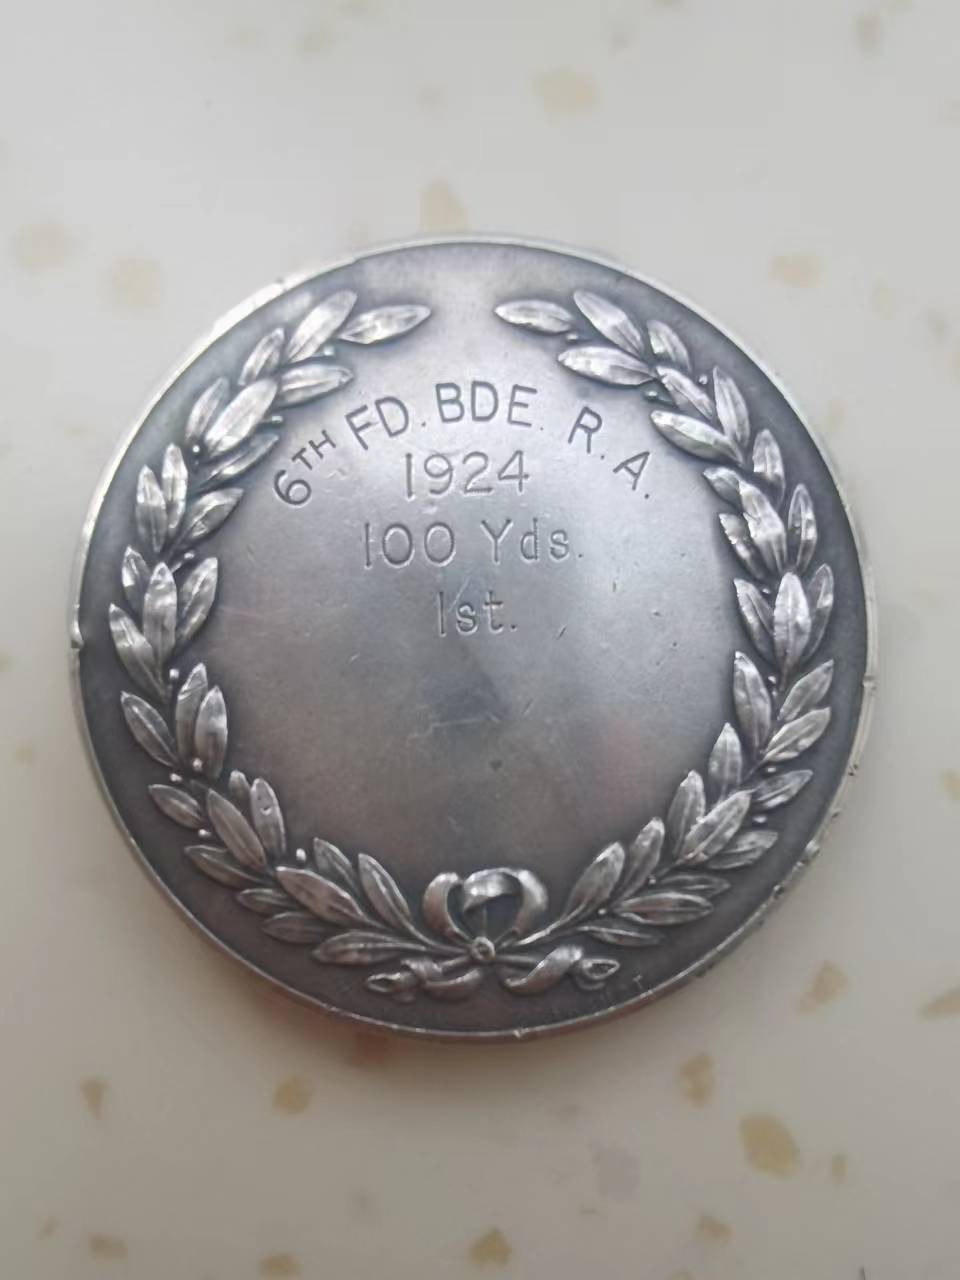 6TH FD. BDE. R. A.
1924
100 Yds.
1st.